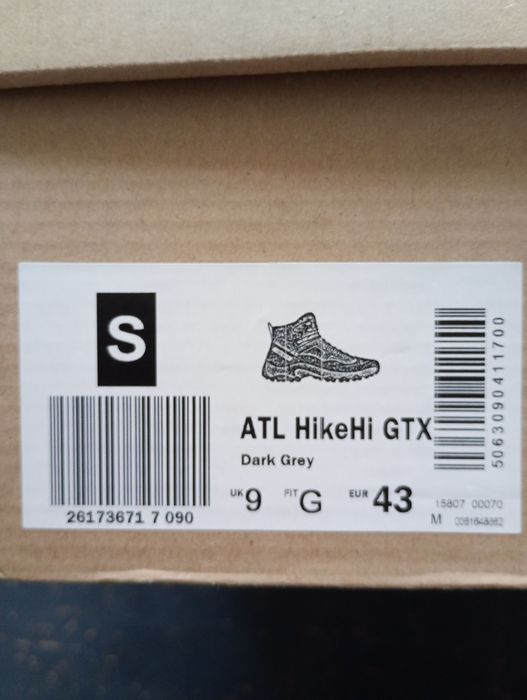 S
26173671 7 090
ATL HikeHi GTX
Dark Grey
UK 9 FIT G EUR 43
5063090411700
15807 00070
M